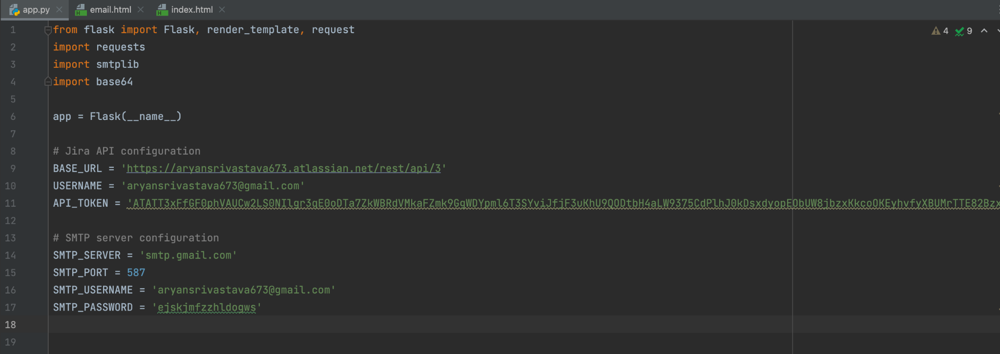 app.py
email.html
index.html
4 9
1 from flask import Flask, render_template, request
2 import requests
3 import smtplib
4 import base64
5
6 app = Flask(__name__)
7
8 # Jira API configuration
9 BASE_URL = 'https://aryansrivastava673.atlassian.net/rest/api/3'
10 USERNAME = 'aryansrivastava673@gmail.com'
11 API_TOKEN = '
12
13 # SMTP server configuration
14 SMTP_SERVER = 'smtp.gmail.com'
15 SMTP_PORT = 587
16 SMTP_USERNAME = 'aryansrivastava673@gmail.com'
17 SMTP_PASSWORD = ' '
18
19